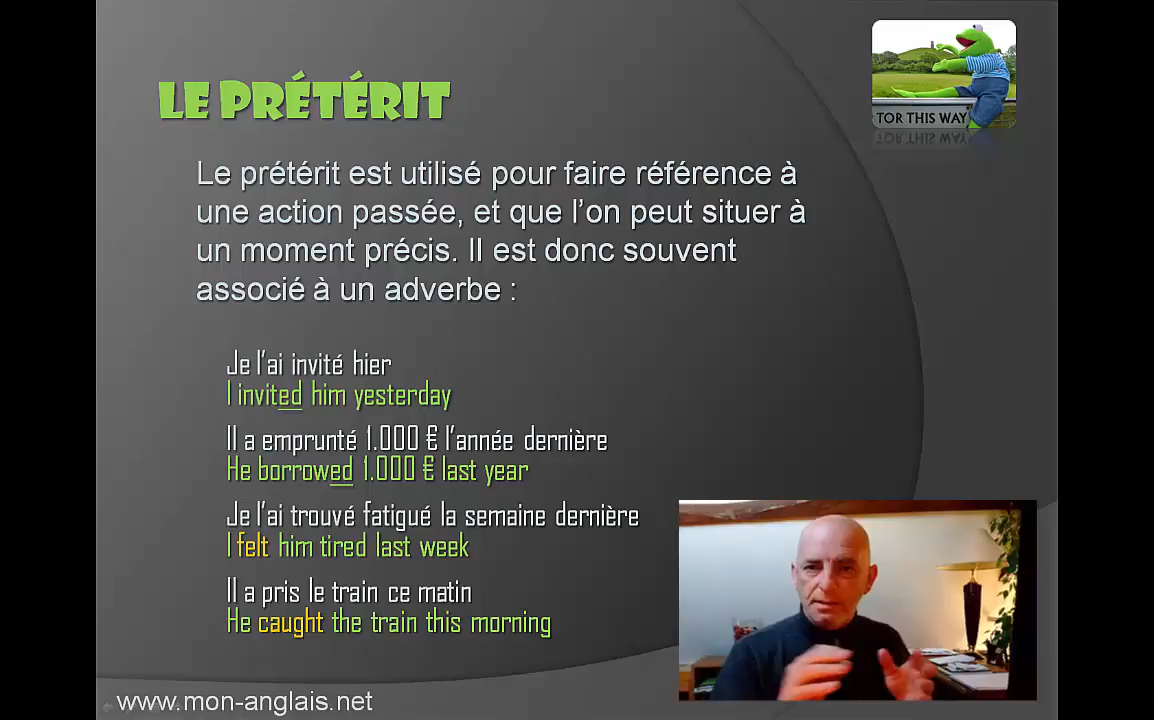 LE PRÉTÉRIT
TOR THIS WAY
Le prétérit est utilisé pour faire référence à
une action passée, et que l’on peut situer à
un moment précis. Il est donc souvent
associé à un adverbe :
Je l’ai invité hier
I invited him yesterday
Il a emprunté 1.000 € l’année dernière
He borrowed 1.000 € last year
Je l’ai trouvé fatigué la semaine dernière
I felt him tired last week
Il a pris le train ce matin
He caught the train this morning
www.mon-anglais.net